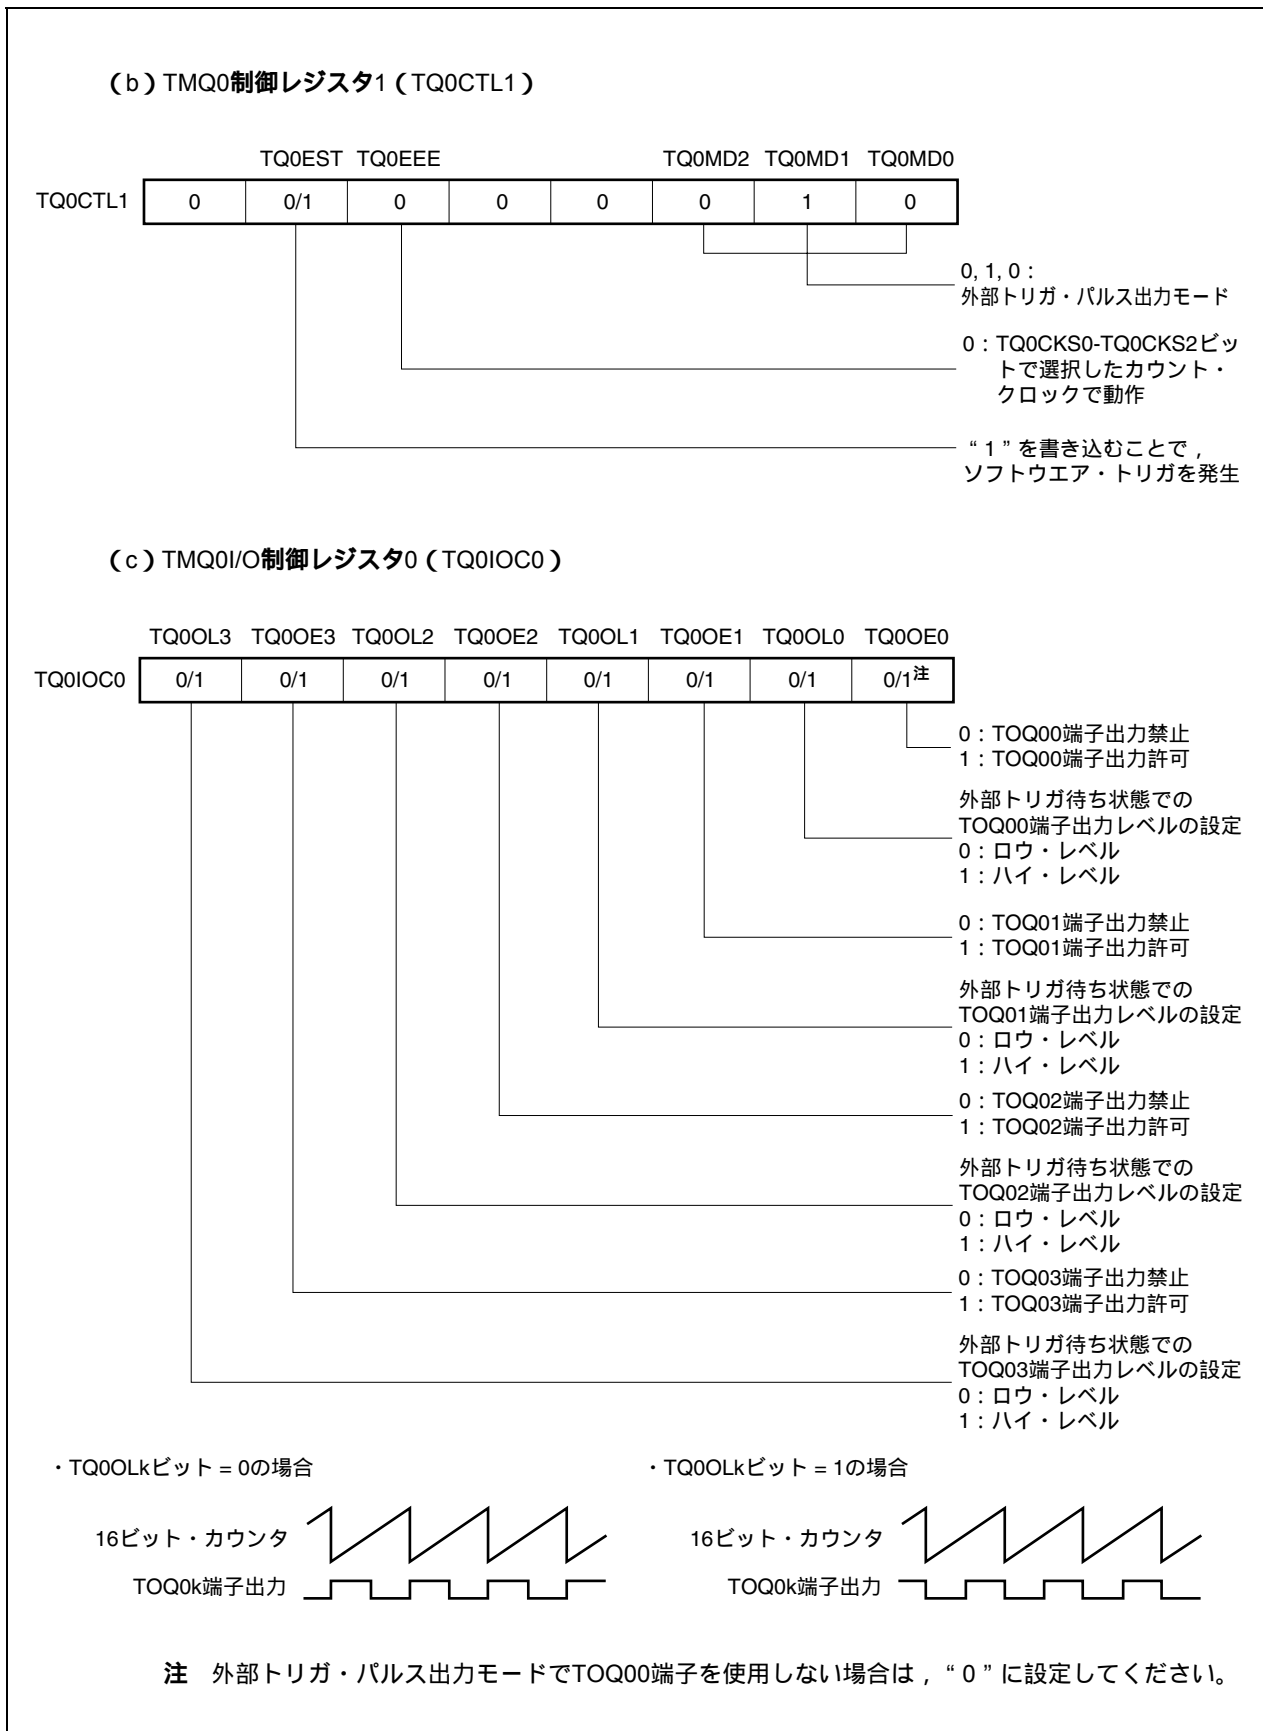 （b）TMQ0制御レジスタ1（TQ0CTL1）
TQ0EST TQ0EEE TQ0MD2 TQ0MD1 TQ0MD0
TQ0CTL1 0 0/1 0 0 0 0 1 0
0, 1, 0：
外部トリガ・パルス出力モード
0：TQ0CKS0-TQ0CKS2ビッ
トで選択したカウント・
クロックで動作
“1”を書き込むことで，
ソフトウエア・トリガを発生
（c）TMQ0I/O制御レジスタ0（TQ0IOC0）
TQ0OL3 TQ0OE3 TQ0OL2 TQ0OE2 TQ0OL1 TQ0OE1 TQ0OL0 TQ0OE0
TQ0IOC0 0/1 0/1 0/1 0/1 0/1 0/1 0/1 0/1注
0：TOQ00端子出力禁止
1：TOQ00端子出力許可
外部トリガ待ち状態での
TOQ00端子出力レベルの設定
0：ロウ・レベル
1：ハイ・レベル
0：TOQ01端子出力禁止
1：TOQ01端子出力許可
外部トリガ待ち状態での
TOQ01端子出力レベルの設定
0：ロウ・レベル
1：ハイ・レベル
0：TOQ02端子出力禁止
1：TOQ02端子出力許可
外部トリガ待ち状態での
TOQ02端子出力レベルの設定
0：ロウ・レベル
1：ハイ・レベル
0：TOQ03端子出力禁止
1：TOQ03端子出力許可
外部トリガ待ち状態での
TOQ03端子出力レベルの設定
0：ロウ・レベル
1：ハイ・レベル
・TQ0OLkビット = 0の場合
16ビット・カウンタ
TOQ0k端子出力
・TQ0OLkビット = 1の場合
16ビット・カウンタ
TOQ0k端子出力
注 外部トリガ・パルス出力モードでTOQ00端子を使用しない場合は，“0”に設定してください。